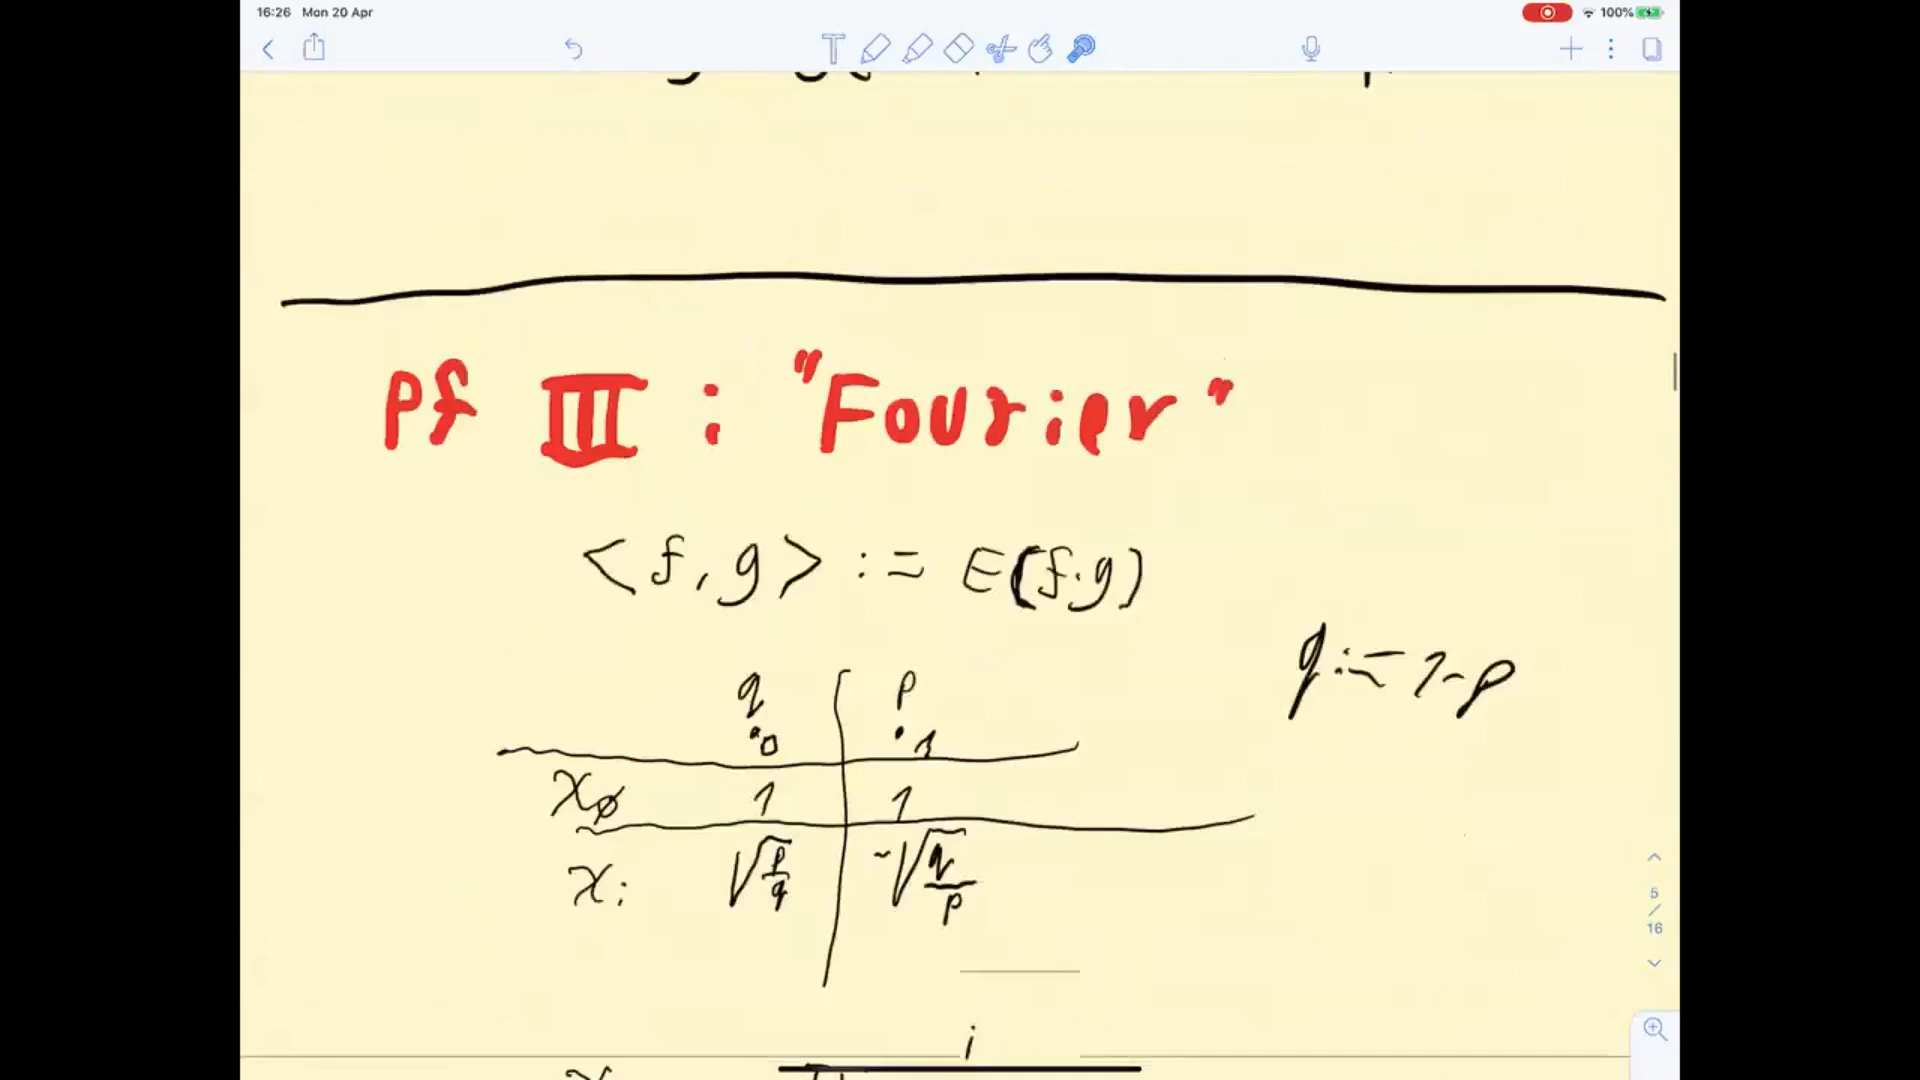 16:26 Mon 20 Apr
100%
Pf III : "Fourier"
<f, g> := E(f·g)
q := 1-p
q p
0 1
χ∅ 1 1
χi √(p/q) -√(q/p)
5
/
16
i